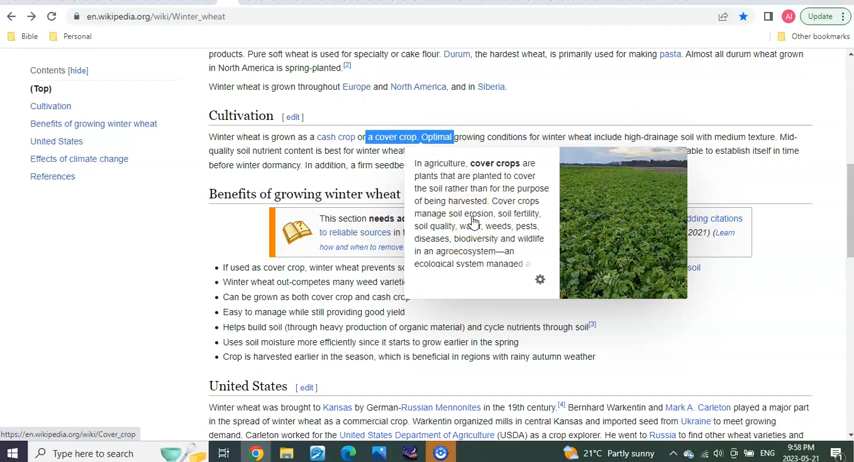 en.wikipedia.org/wiki/Winter_wheat
Update
Bible
Personal
Other bookmarks
Contents [hide]
(Top)
Cultivation
Benefits of growing winter wheat
United States
Effects of climate change
References
products. Pure soft wheat is used for specialty or cake flour. Durum, the hardest wheat, is primarily used for making pasta. Almost all durum wheat grown
in North America is spring-planted.[2]
Winter wheat is grown throughout Europe and North America, and in Siberia.
Cultivation [ edit ]
Winter wheat is grown as a cash crop or a cover crop. Optimal growing conditions for winter wheat include high-drainage soil with medium texture. Mid-
quality soil nutrient content is best for winter wheat able to establish itself in time
before winter dormancy. In addition, a firm seedbe
In agriculture, cover crops are
plants that are planted to cover
the soil rather than for the purpose
of being harvested. Cover crops
manage soil erosion, soil fertility,
soil quality, weeds, pests,
diseases, biodiversity and wildlife
in an agroecosystem—an
ecological system managed a
Benefits of growing winter wheat
This section needs ad dding citations
to reliable sources in 2021) (Learn
how and when to remove
If used as cover crop, winter wheat prevents so soil
Winter wheat out-competes many weed varieti
Can be grown as both cover crop and cash crop
Easy to manage while still providing good yield
Helps build soil (through heavy production of organic material) and cycle nutrients through soil[3]
Uses soil moisture more efficiently since it starts to grow earlier in the spring
Crop is harvested earlier in the season, which is beneficial in regions with rainy autumn weather
United States [ edit ]
Winter wheat was brought to Kansas by German-Russian Mennonites in the 19th century.[4] Bernhard Warkentin and Mark A. Carleton played a major part
in the spread of winter wheat as a commercial crop. Warkentin organized mills in central Kansas and imported seed from Ukraine to meet growing
demand. Carleton worked for the United States Department of Agriculture (USDA) as a crop explorer. He went to Russia to find other wheat varieties and
https://en.wikipedia.org/wiki/Cover_crop
Type here to search
21°C Partly sunny
ENG
9:58 PM
2023-05-21